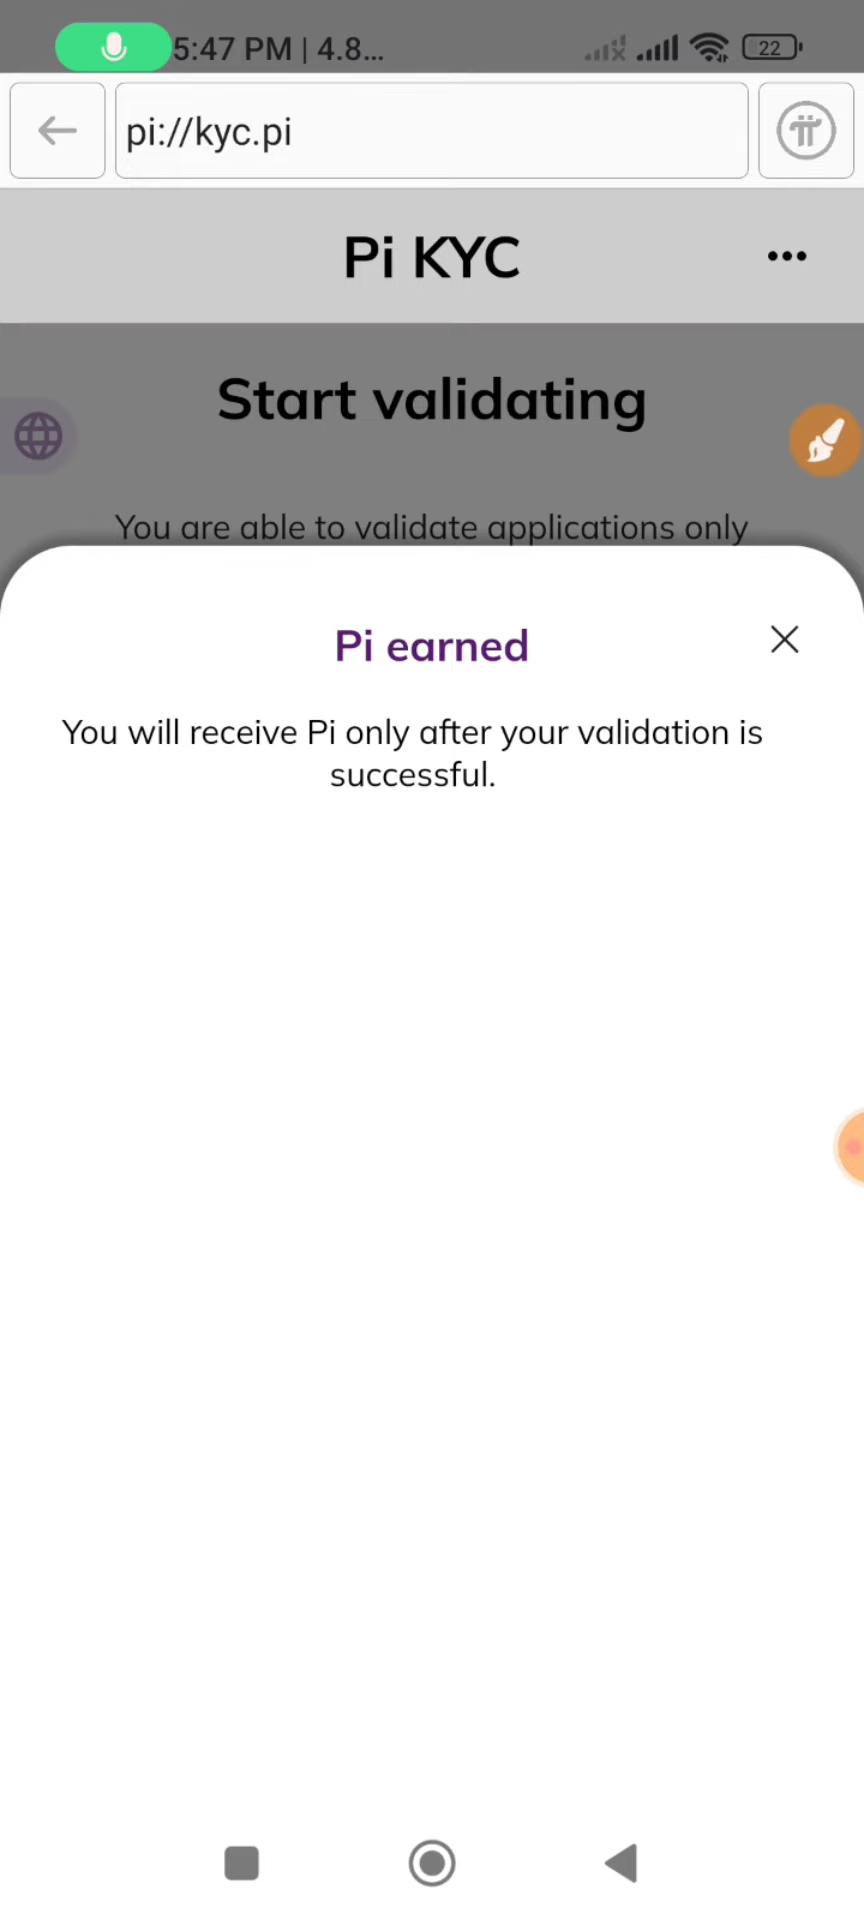 5:47 PM | 4.8...
22
pi://kyc.pi
Pi KYC
Start validating
You are able to validate applications only
Pi earned
You will receive Pi only after your validation is
successful.